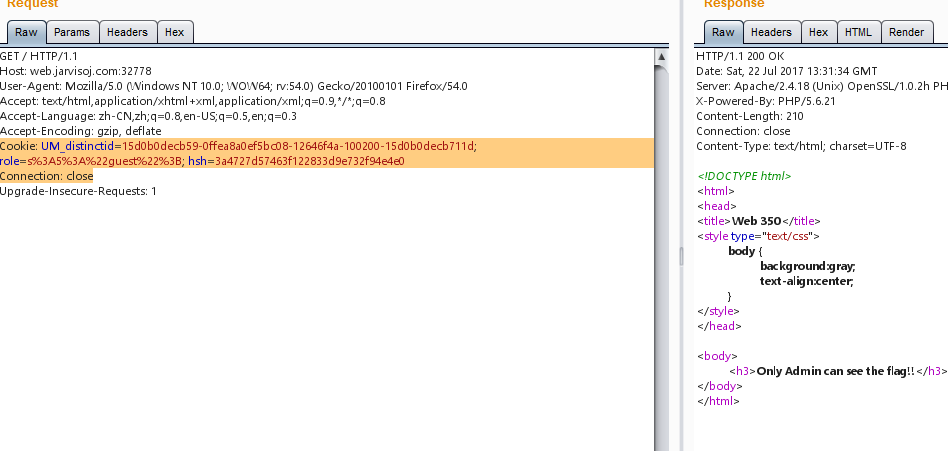 Request
Raw Params Headers Hex
GET / HTTP/1.1
Host: web.jarvisoj.com:32778
User-Agent: Mozilla/5.0 (Windows NT 10.0; WOW64; rv:54.0) Gecko/20100101 Firefox/54.0
Accept: text/html,application/xhtml+xml,application/xml;q=0.9,*/*;q=0.8
Accept-Language: zh-CN,zh;q=0.8,en-US;q=0.5,en;q=0.3
Accept-Encoding: gzip, deflate
Cookie: UM_distinctid=15d0b0decb59-0ffea8a0ef5bc08-12646f4a-100200-15d0b0decb711d;
role=s%3A5%3A%22guest%22%3B; hsh=3a4727d57463f122833d9e732f94e4e0
Connection: close
Upgrade-Insecure-Requests: 1
Response
Raw Headers Hex HTML Render
HTTP/1.1 200 OK
Date: Sat, 22 Jul 2017 13:31:34 GMT
Server: Apache/2.4.18 (Unix) OpenSSL/1.0.2h PH
X-Powered-By: PHP/5.6.21
Content-Length: 210
Connection: close
Content-Type: text/html; charset=UTF-8
<!DOCTYPE html>
<html>
<head>
<title>Web 350</title>
<style type="text/css">
body {
background:gray;
text-align:center;
}
</style>
</head>
<body>
<h3>Only Admin can see the flag!!</h3>
</body>
</html>